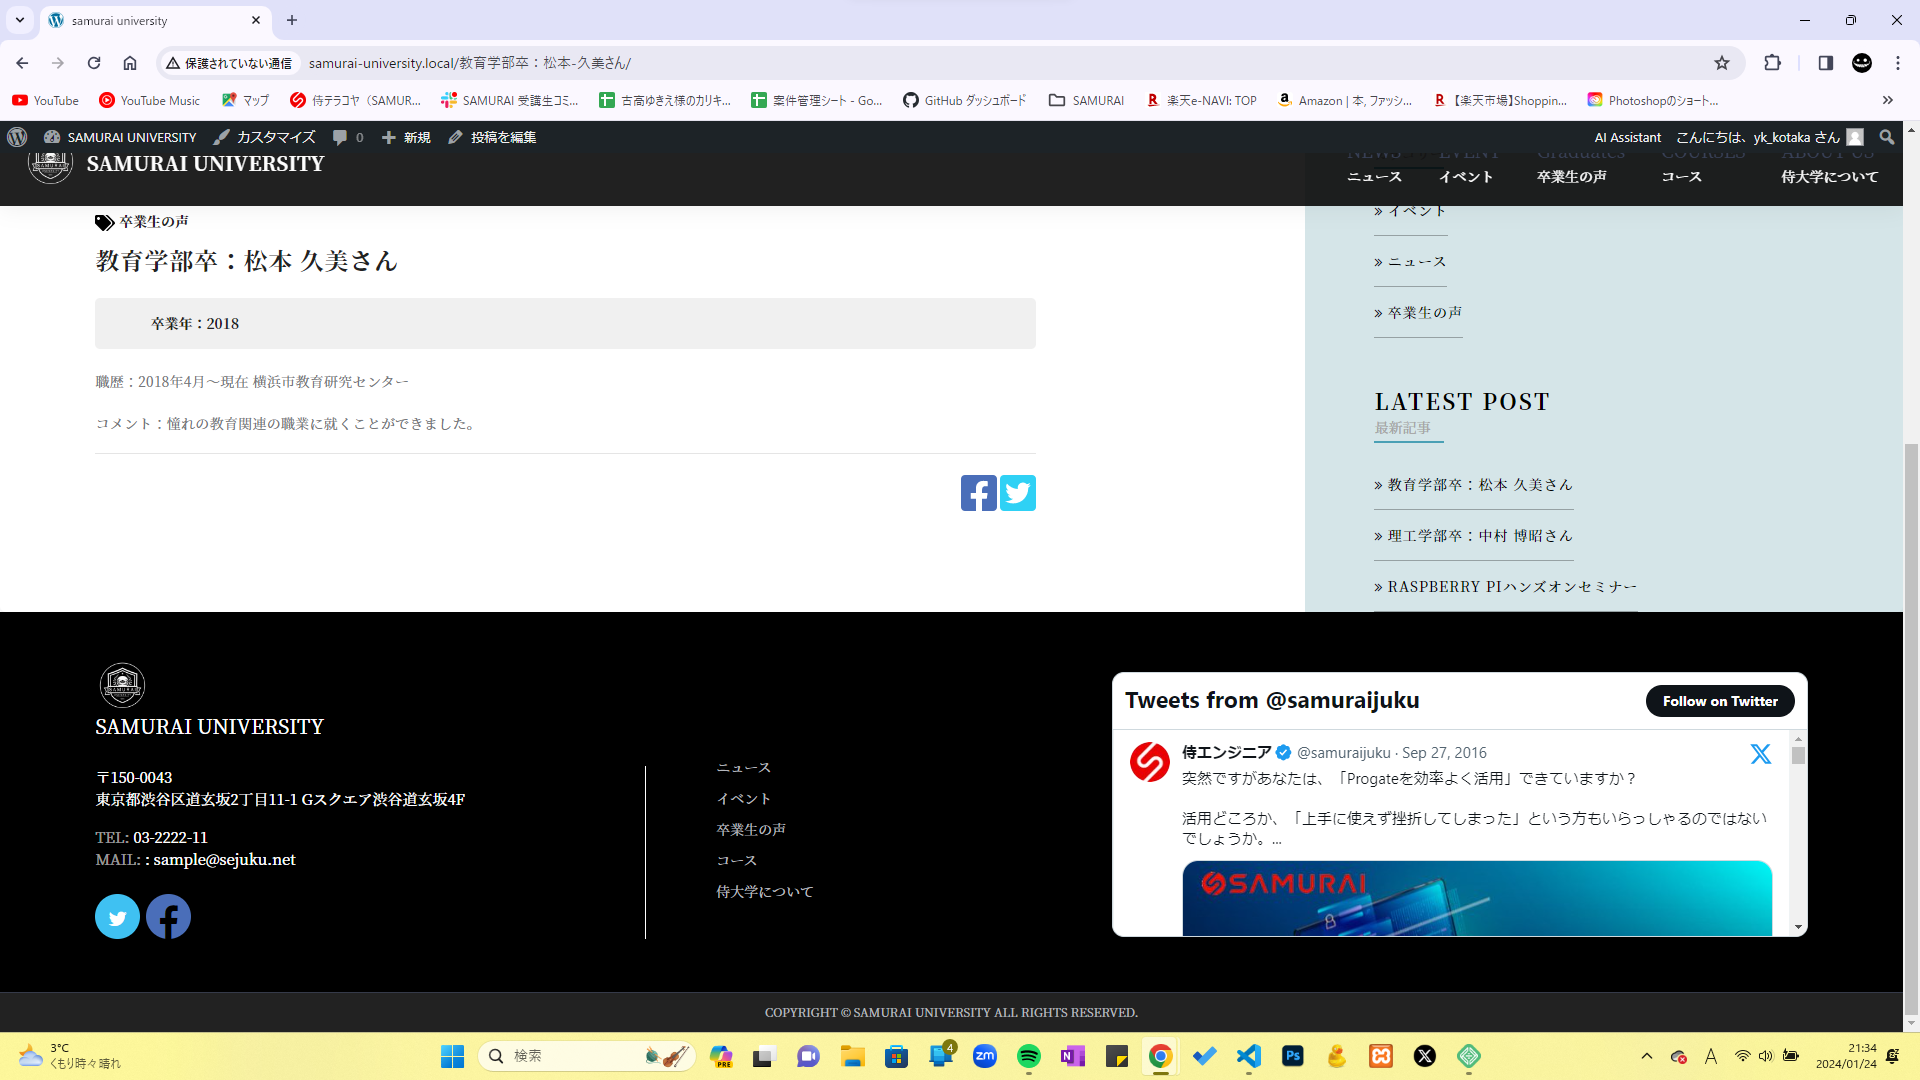 samurai university
保護されていない通信
samurai-university.local/教育学部卒：松本-久美さん/
YouTube
YouTube Music
マップ
侍テラコヤ（SAMUR...
SAMURAI 受講生コミ...
古高ゆきえ様のカリキ...
案件管理シート - Go...
GitHub ダッシュボード
SAMURAI
楽天e-NAVI: TOP
Amazon | 本, ファッシ...
【楽天市場】Shoppin...
Photoshopのショート...
SAMURAI UNIVERSITY
カスタマイズ
0
新規
投稿を編集
AI Assistant
こんにちは、yk_kotaka さん
SAMURAI UNIVERSITY
NEWS
EVENT
Graduates
COURSES
ABOUT US
ニュース
イベント
卒業生の声
コース
侍大学について
卒業生の声
教育学部卒：松本 久美さん
卒業年：2018
職歴：2018年4月〜現在 横浜市教育研究センター
コメント：憧れの教育関連の職業に就くことができました。
» イベント
» ニュース
» 卒業生の声
LATEST POST
最新記事
» 教育学部卒：松本 久美さん
» 理工学部卒：中村 博昭さん
» RASPBERRY PIハンズオンセミナー
SAMURAI
SAMURAI UNIVERSITY
〒150-0043
東京都渋谷区道玄坂2丁目11-1 Gスクエア渋谷道玄坂4F
TEL: 03-2222-11
MAIL: : sample@sejuku.net
ニュース
イベント
卒業生の声
コース
侍大学について
Tweets from @samuraijuku
Follow on Twitter
侍エンジニア @samuraijuku · Sep 27, 2016
突然ですがあなたは、「Progateを効率よく活用」できていますか？
活用どころか、「上手に使えず挫折してしまった」という方もいらっしゃるのではない
でしょうか。...
SAMURAI
COPYRIGHT © SAMURAI UNIVERSITY ALL RIGHTS RESERVED.
3°C
くもり時々晴れ
検索
PRE
4
zm
N
Ps
A
21:34
2024/01/24